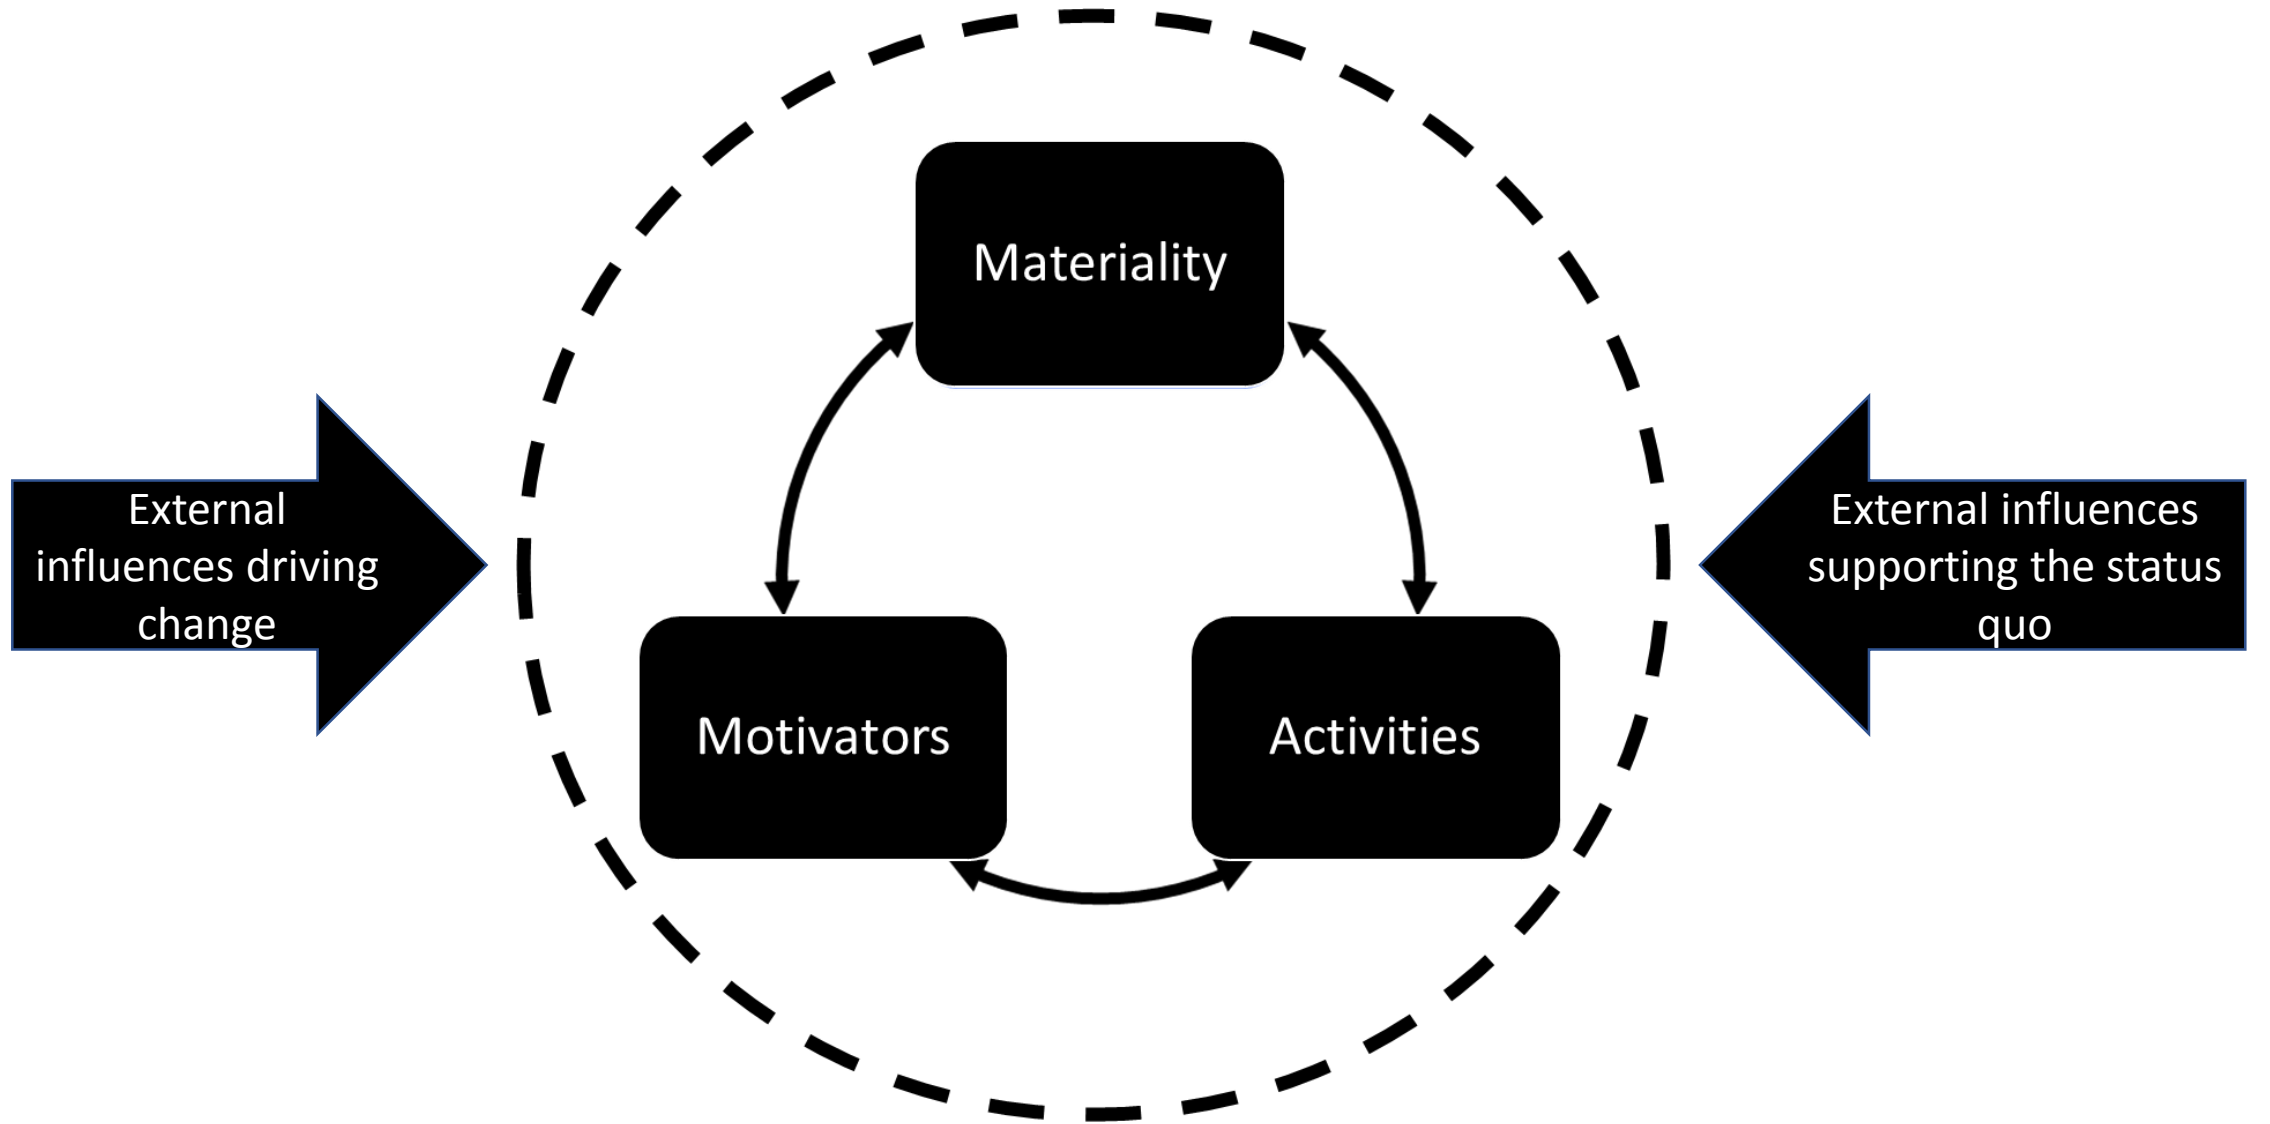 Materiality
External
influences driving
change
External influences
supporting the status
quo
Motivators
Activities